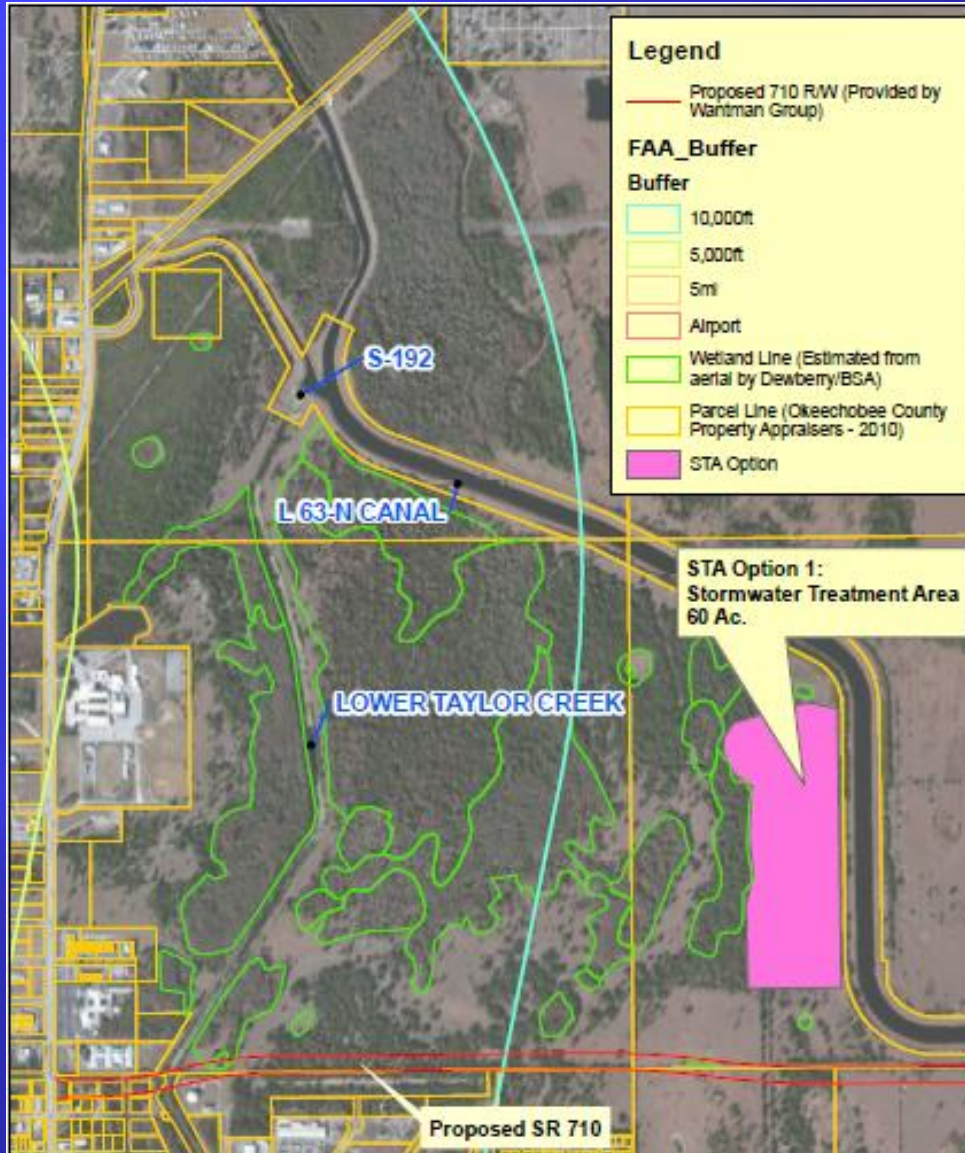 Legend
Proposed 710 R/W (Provided by
Wantman Group)
FAA_Buffer
Buffer
10,000ft
5,000ft
5mi
Airport
Wetland Line (Estimated from
aerial by Dewberry/BSA)
Parcel Line (Okeechobee County
Property Appraisers - 2010)
STA Option
S-192
L 63-N CANAL
STA Option 1:
Stormwater Treatment Area
60 Ac.
LOWER TAYLOR CREEK
Proposed SR 710